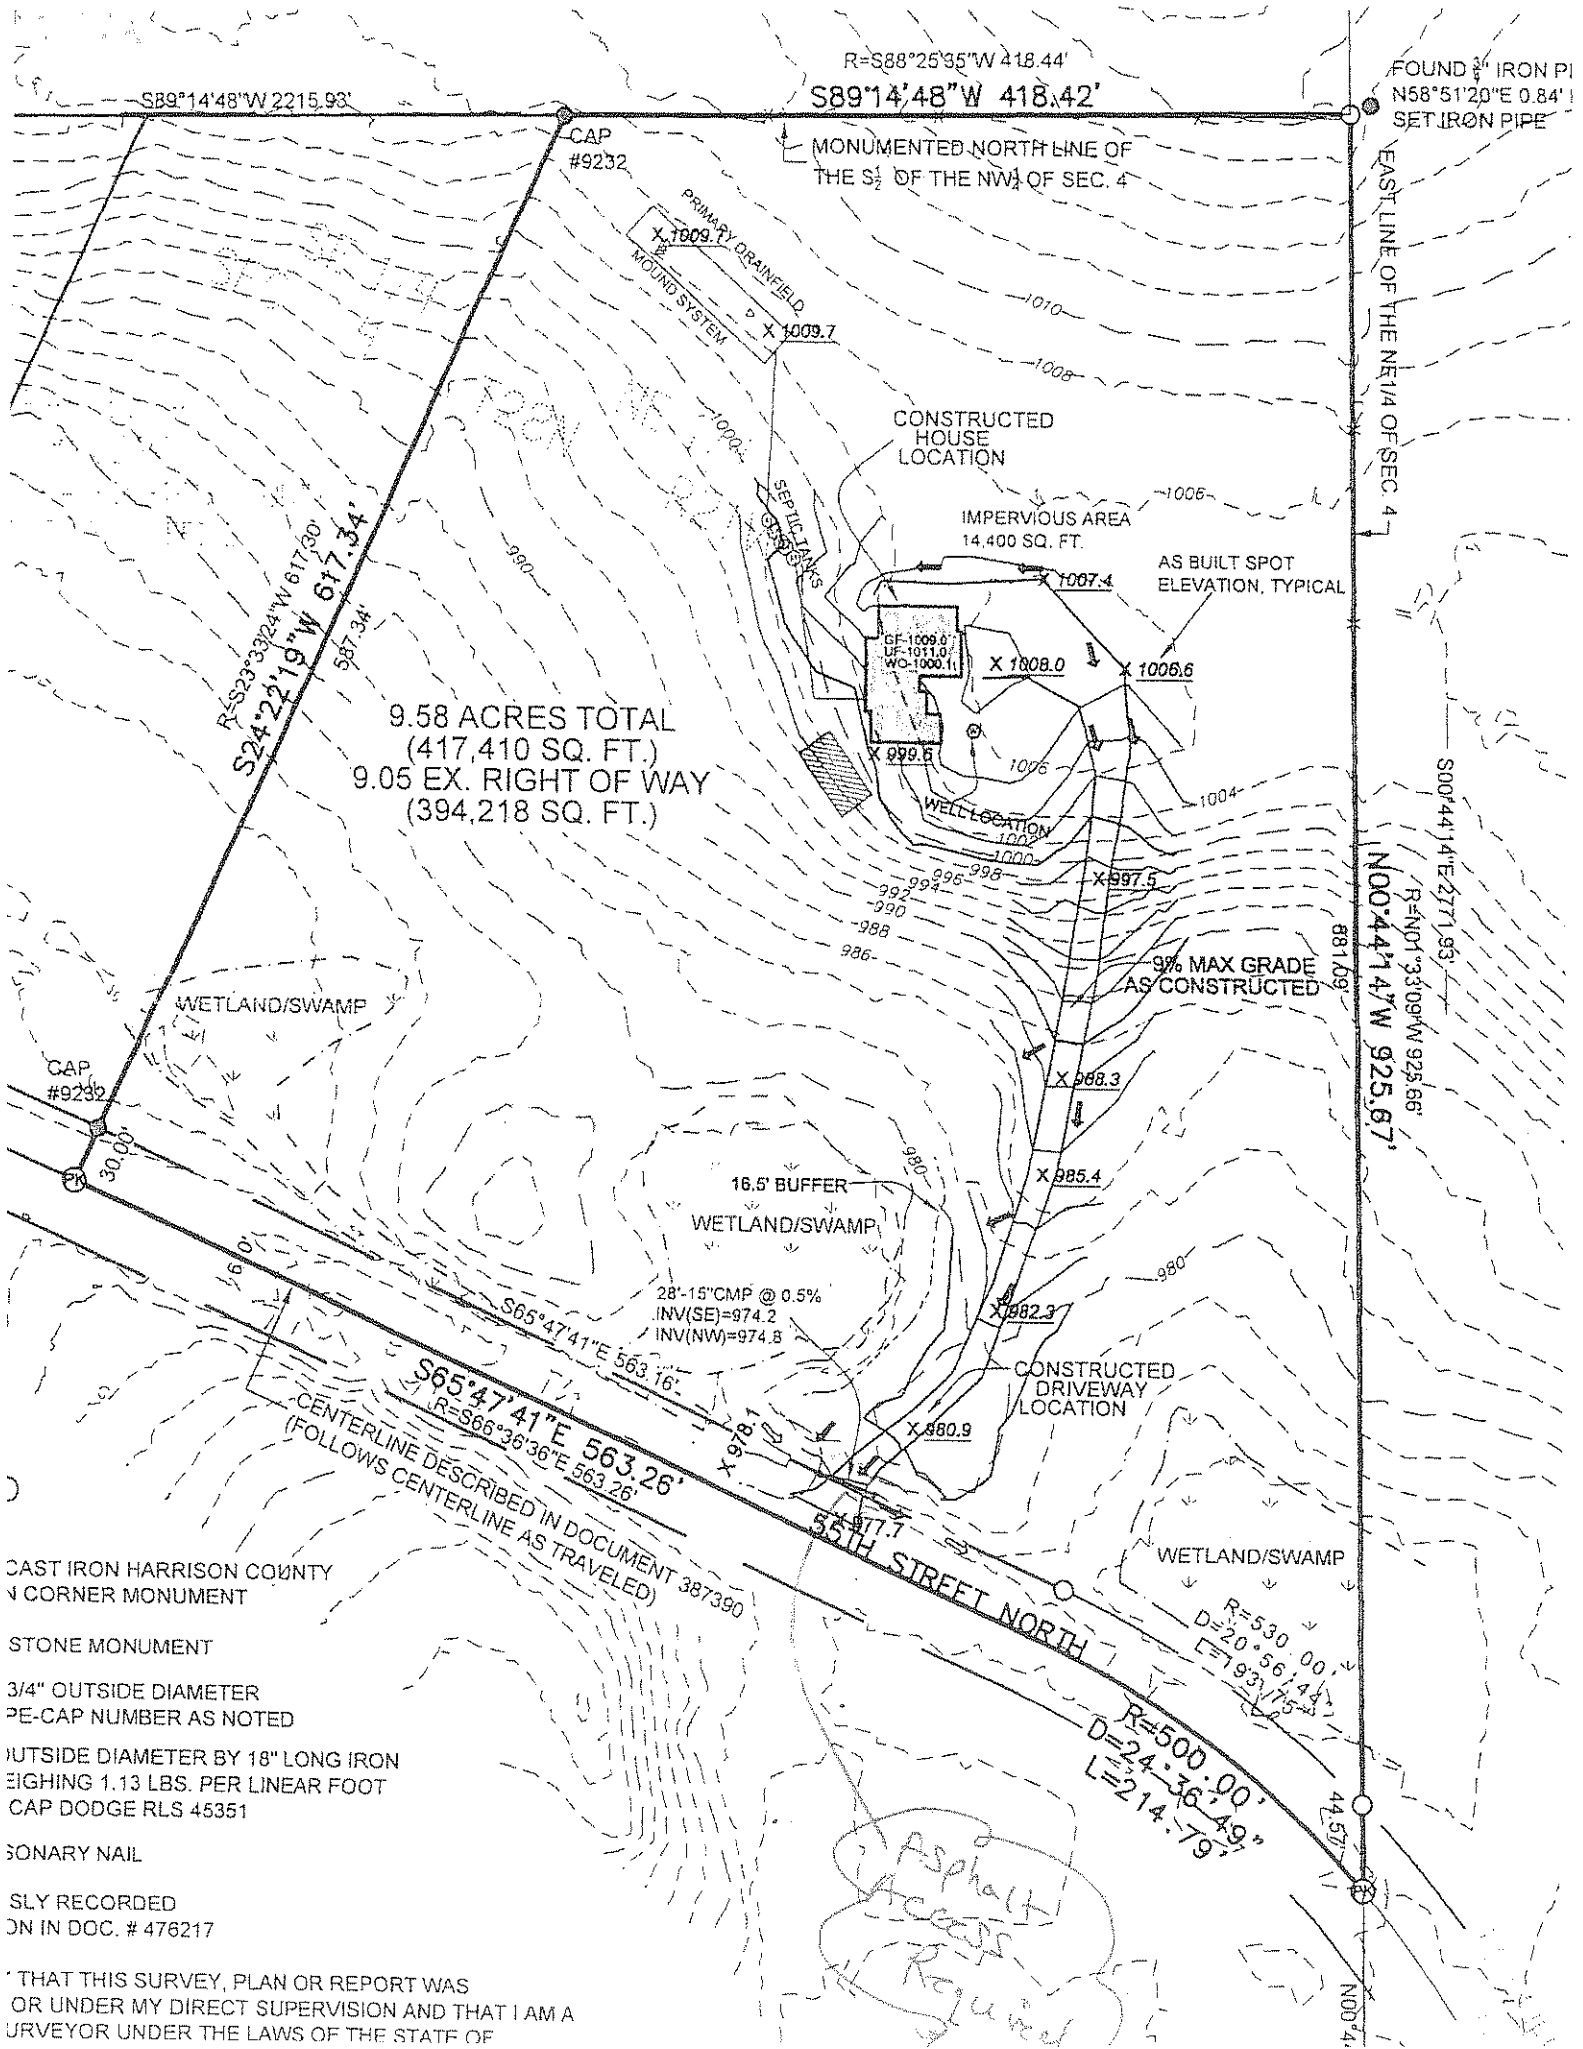 R=S88°25'35"W 418.44'
S89°14'48"W 2215.93'
S89°14'48"W 418.42'
FOUND 3/4" IRON PI
N58°51'20"E 0.84'
SET IRON PIPE
CAP
#9232
MONUMENTED NORTH LINE OF
THE S½ OF THE NW¼ OF SEC. 4
EAST LINE OF THE NE1/4 OF SEC. 4
PRIMARY DRAINFIELD
X 1009.1
MOUND SYSTEM
X 1009.7
1010
1008
CONSTRUCTED
HOUSE
LOCATION
1000
1006
SEPTIC TANKS
IMPERVIOUS AREA
14,400 SQ. FT.
AS BUILT SPOT
ELEVATION, TYPICAL
990
X 1007.4
R=S23°33'24"W 617.30'
S24°22'19"W 617.34'
587.34'
GF-1009.0
UF-1011.0
WO-1000.1
X 1008.0
X 1006.6
9.58 ACRES TOTAL
(417,410 SQ. FT.)
9.05 EX. RIGHT OF WAY
(394,218 SQ. FT.)
X 999.6
1006
1004
WELL LOCATION
1002
1000
998
996
994
992
990
988
986
X 997.5
S00°44'14"E 2771.93'
R=N01°33'09"W 925.66'
N00°44'14"W 925.67'
881.09'
9% MAX GRADE
AS CONSTRUCTED
WETLAND/SWAMP
CAP
#9232
30.00'
PK
X 988.3
980
X 985.4
16.5' BUFFER
WETLAND/SWAMP
980
28'-15"CMP @ 0.5%
INV(SE)=974.2
INV(NW)=974.8
X 982.3
S65°47'41"E 563.16'
S65°47'41"E 563.26'
R=S66°36'36"E 563.26'
CENTERLINE DESCRIBED IN DOCUMENT 387390
(FOLLOWS CENTERLINE AS TRAVELED)
CONSTRUCTED
DRIVEWAY
LOCATION
X 980.9
X 978.1
X 977.7
55TH STREET NORTH
WETLAND/SWAMP
R=530.00'
D=20°56'44"
L=193.75'
R=500.00'
D=24°36'49"
L=214.79'
44.57'
PK
N00°4
CAST IRON HARRISON COUNTY
N CORNER MONUMENT
STONE MONUMENT
3/4" OUTSIDE DIAMETER
PE-CAP NUMBER AS NOTED
OUTSIDE DIAMETER BY 18" LONG IRON
EIGHING 1.13 LBS. PER LINEAR FOOT
CAP DODGE RLS 45351
SONARY NAIL
SLY RECORDED
ON IN DOC. # 476217
THAT THIS SURVEY, PLAN OR REPORT WAS
OR UNDER MY DIRECT SUPERVISION AND THAT I AM A
URVEYOR UNDER THE LAWS OF THE STATE OF
Asphalt
Access
Required